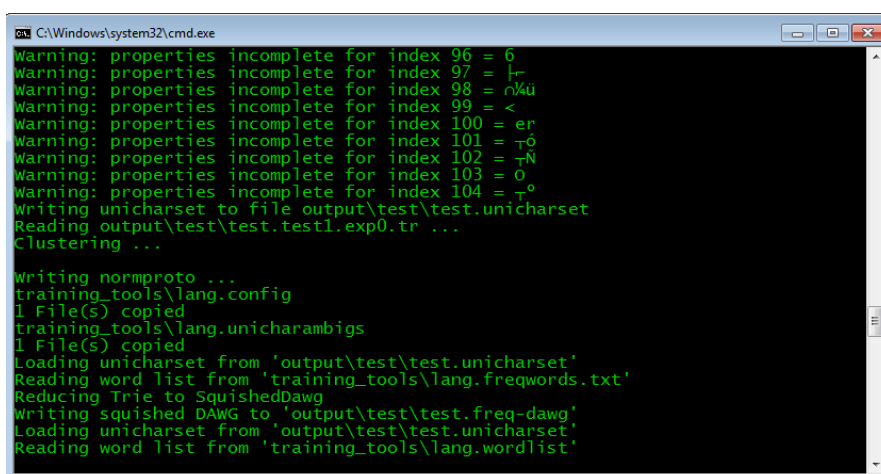 C:\Windows\system32\cmd.exe
Warning: properties incomplete for index 96 = 6
Warning: properties incomplete for index 97 = ├⌐
Warning: properties incomplete for index 98 = ∩¼ü
Warning: properties incomplete for index 99 = <
Warning: properties incomplete for index 100 = er
Warning: properties incomplete for index 101 = ┬ó
Warning: properties incomplete for index 102 = ┬Ñ
Warning: properties incomplete for index 103 = O
Warning: properties incomplete for index 104 = ┬°
Writing unicharset to file output\test\test.unicharset
Reading output\test\test.test1.exp0.tr ...
Clustering ...
Writing normproto ...
training_tools\lang.config
1 File(s) copied
training_tools\lang.unicharambigs
1 File(s) copied
Loading unicharset from 'output\test\test.unicharset'
Reading word list from 'training_tools\lang.freqwords.txt'
Reducing Trie to SquishedDawg
Writing squished DAWG to 'output\test\test.freq-dawg'
Loading unicharset from 'output\test\test.unicharset'
Reading word list from 'training_tools\lang.wordlist'